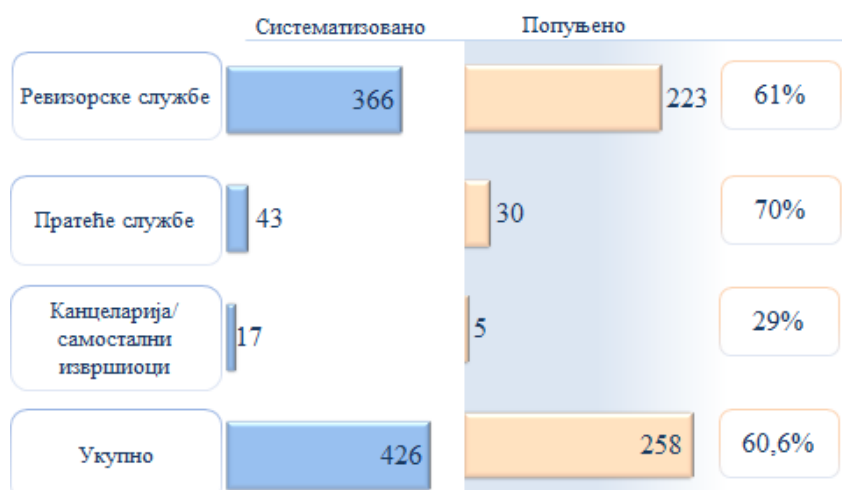 Систематизовано Попуњено
Ревизорске службе 366 223 61%
Пратеће службе 43 30 70%
Канцеларија/
самостални
извршиоци
17 5 29%
Укупно 426 258 60,6%